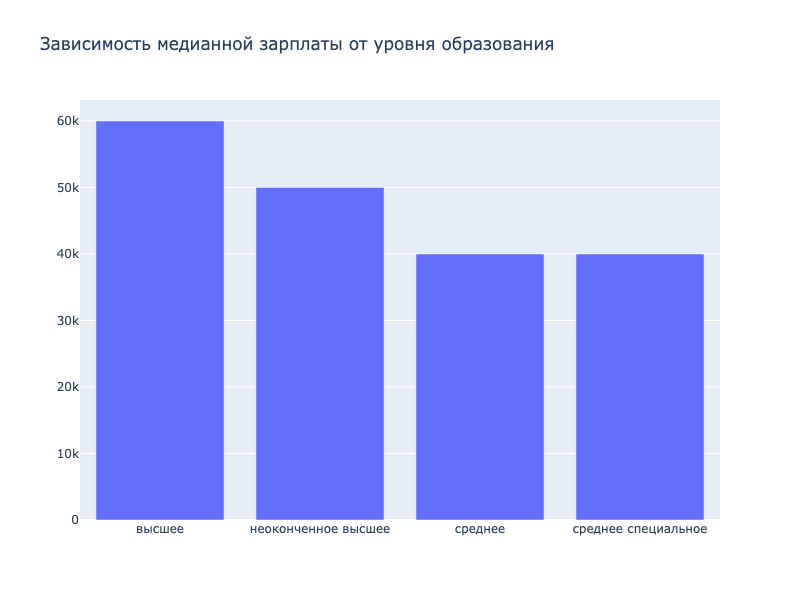 Зависимость медианной зарплаты от уровня образования
60k
50k
40k
30k
20k
10k
0
высшее
неоконченное высшее
среднее
среднее специальное